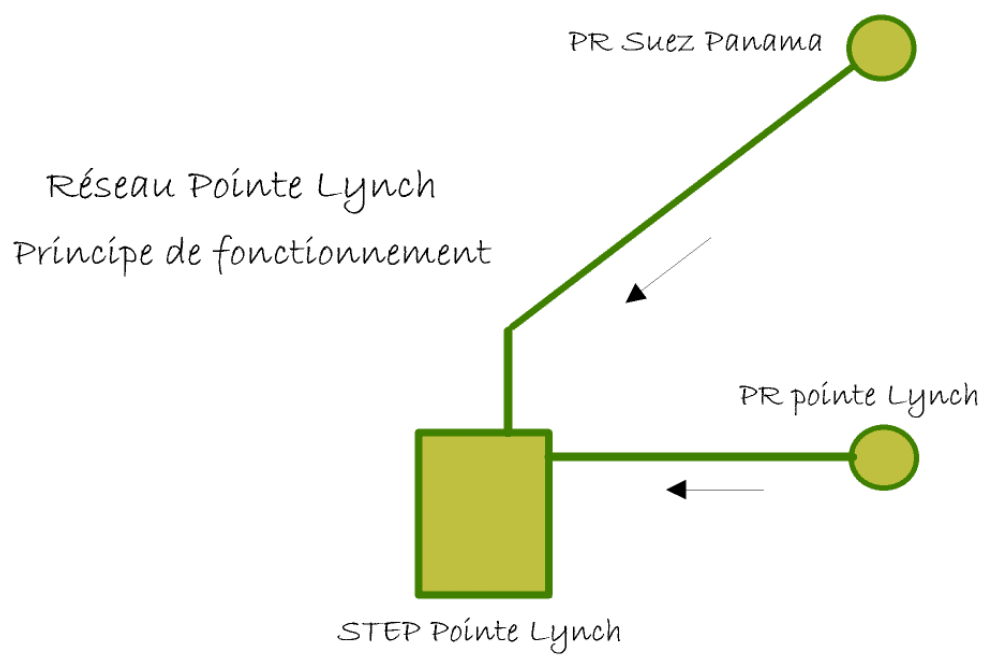 PR Suez Panama
Réseau Pointe Lynch
Principe de fonctionnement
PR pointe Lynch
STEP Pointe Lynch